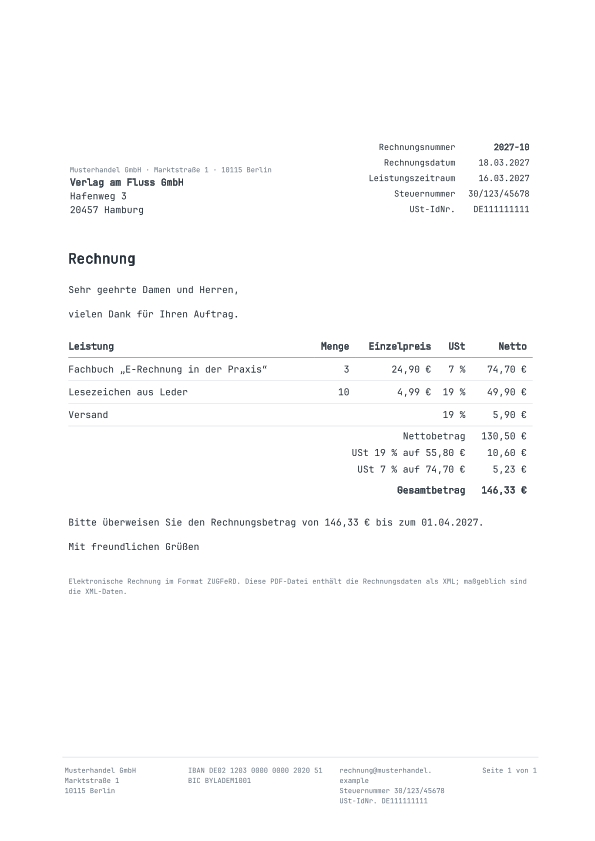 Rechnungsnummer 2027-10
Rechnungsdatum 18.03.2027
Leistungszeitraum 16.03.2027
Steuernummer 30/123/45678
USt-IdNr. DE111111111
Musterhandel GmbH · Marktstraße 1 · 10115 Berlin
Verlag am Fluss GmbH
Hafenweg 3
20457 Hamburg
Rechnung
Sehr geehrte Damen und Herren,
vielen Dank für Ihren Auftrag.
Leistung Menge Einzelpreis USt Netto
Fachbuch „E-Rechnung in der Praxis“ 3 24,90 € 7 % 74,70 €
Lesezeichen aus Leder 10 4,99 € 19 % 49,90 €
Versand 19 % 5,90 €
Nettobetrag 130,50 €
USt 19 % auf 55,80 € 10,60 €
USt 7 % auf 74,70 € 5,23 €
Gesamtbetrag 146,33 €
Bitte überweisen Sie den Rechnungsbetrag von 146,33 € bis zum 01.04.2027.
Mit freundlichen Grüßen
Elektronische Rechnung im Format ZUGFeRD. Diese PDF-Datei enthält die Rechnungsdaten als XML; maßgeblich sind
die XML-Daten.
Musterhandel GmbH
Marktstraße 1
10115 Berlin
IBAN DE02 1203 0000 0000 2020 51
BIC BYLADEM1001
rechnung@musterhandel.
example
Steuernummer 30/123/45678
USt-IdNr. DE111111111
Seite 1 von 1